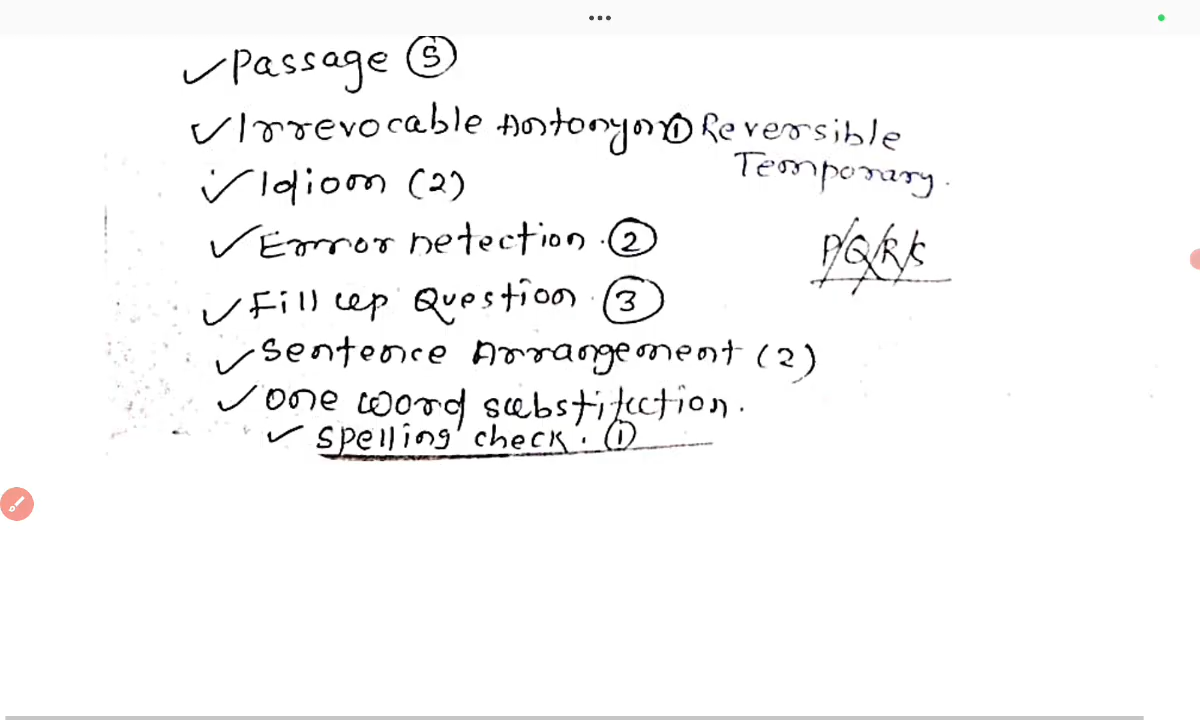 ✓ Passage ⑤
✓ Irrevocable Antonym ① Reversible
Temporary.
✓ Idiom (2)
✓ Error Detection. ②
P/Q/R/S
✓ Fill up Question. ③
✓ Sentence Arrangement (2)
✓ One word substitution.
✓ Spelling check. ①